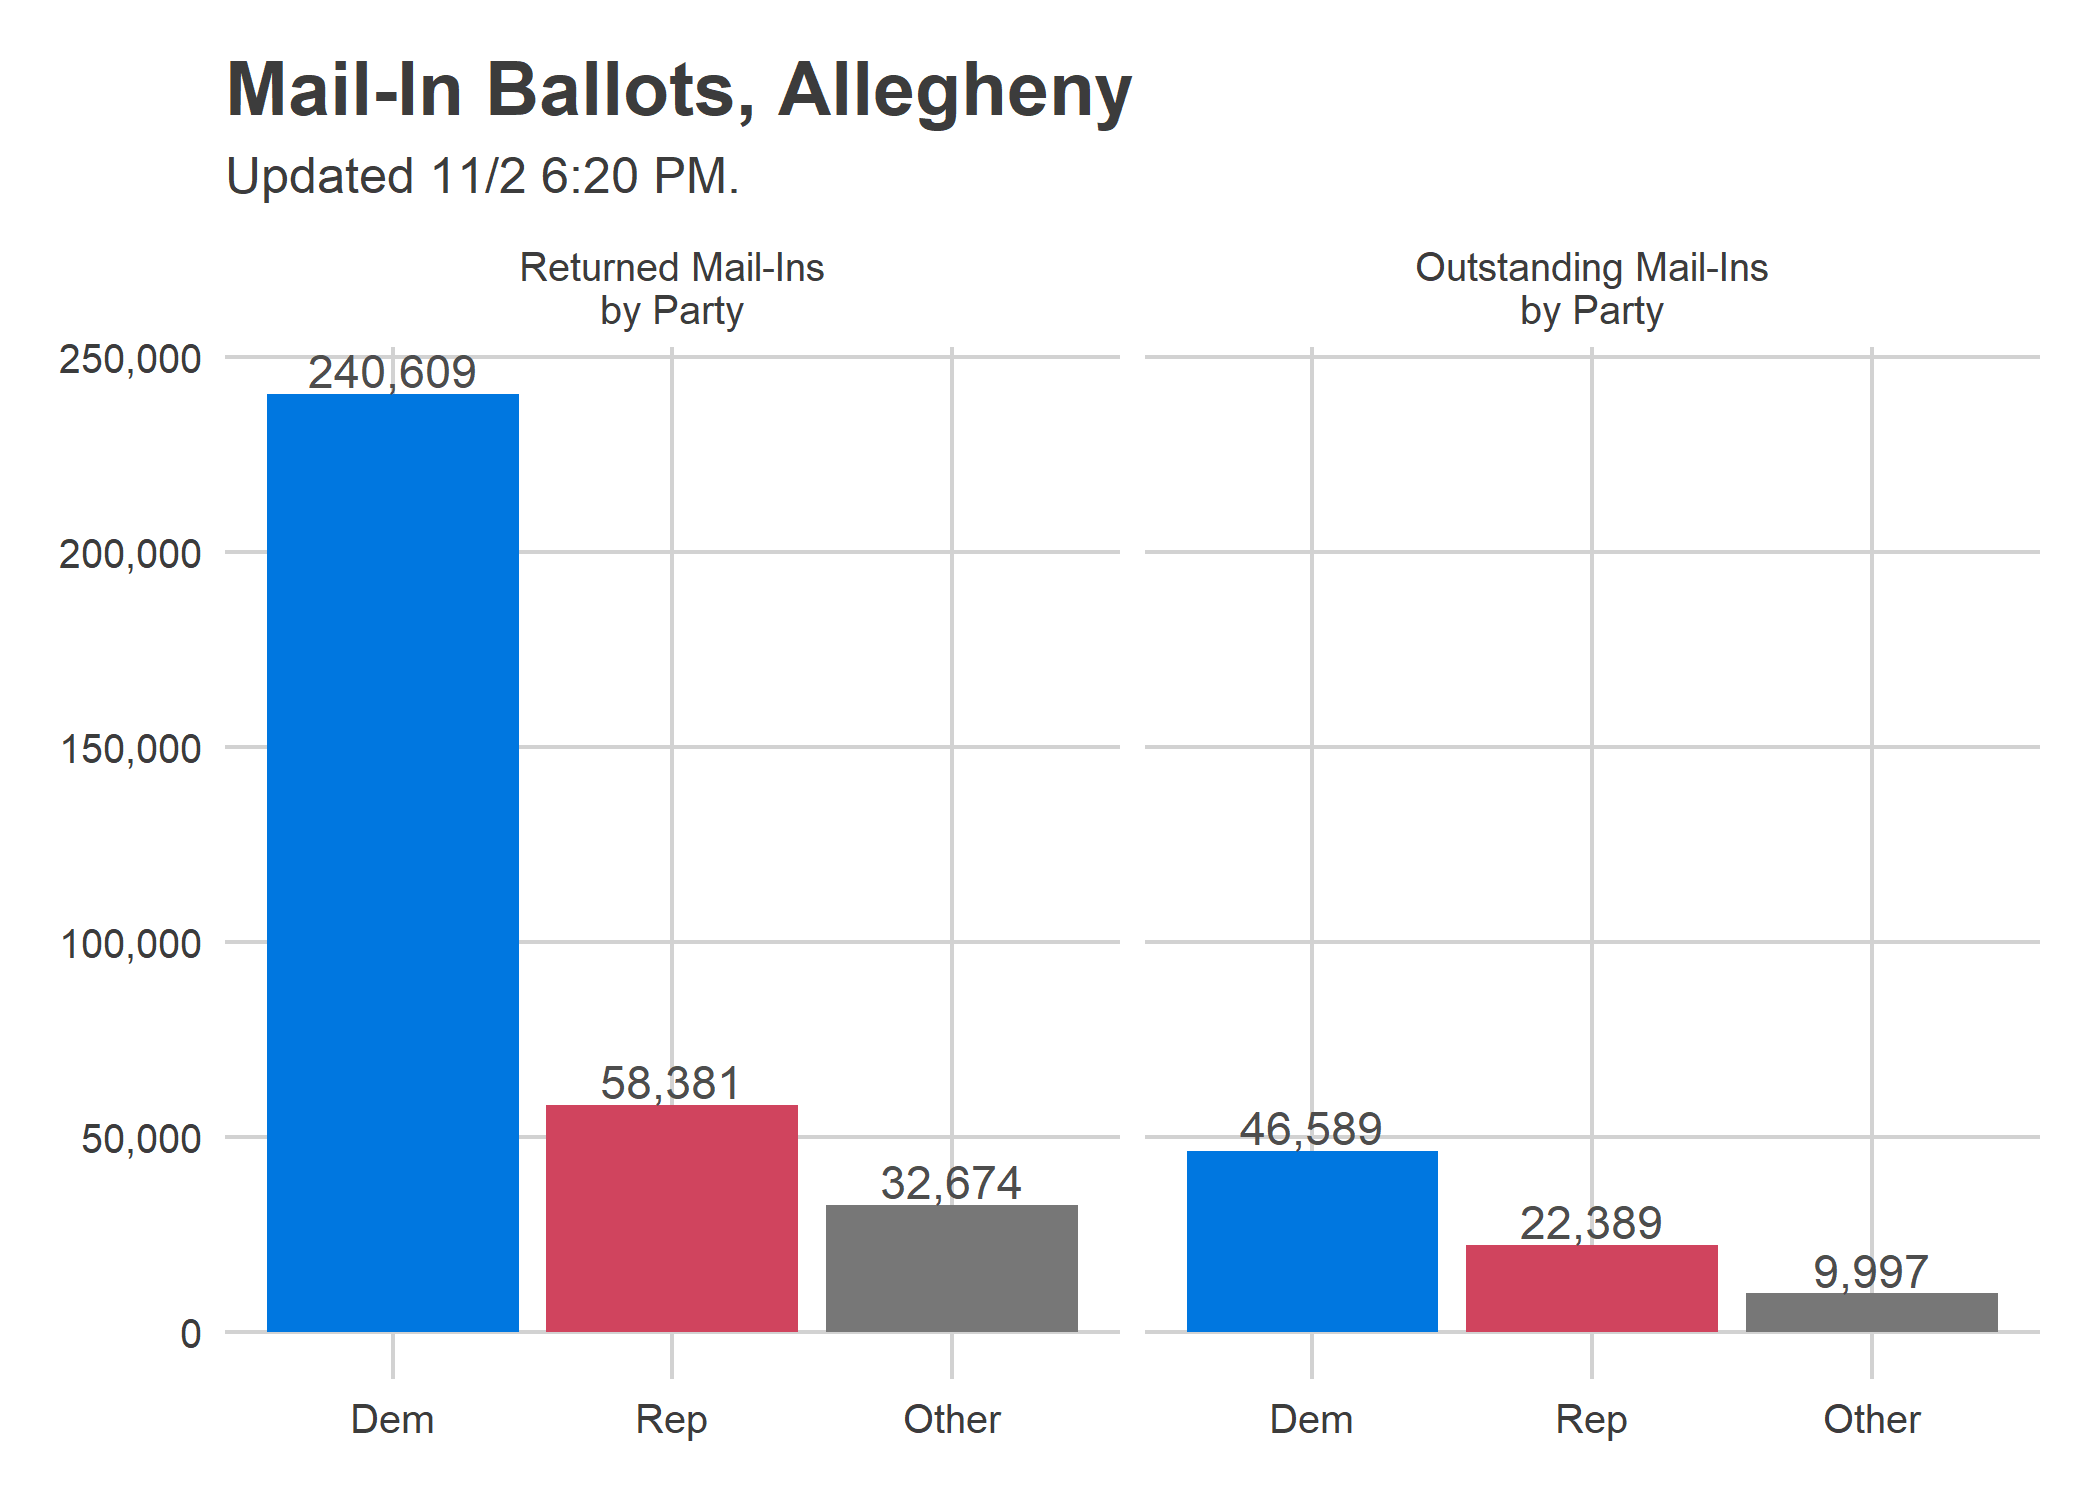 Mail-In Ballots, Allegheny
Updated 11/2 6:20 PM.
Returned Mail-Ins
by Party
Outstanding Mail-Ins
by Party
250,000
200,000
150,000
100,000
50,000
0
240,609
58,381
32,674
46,589
22,389
9,997
Dem
Rep
Other
Dem
Rep
Other